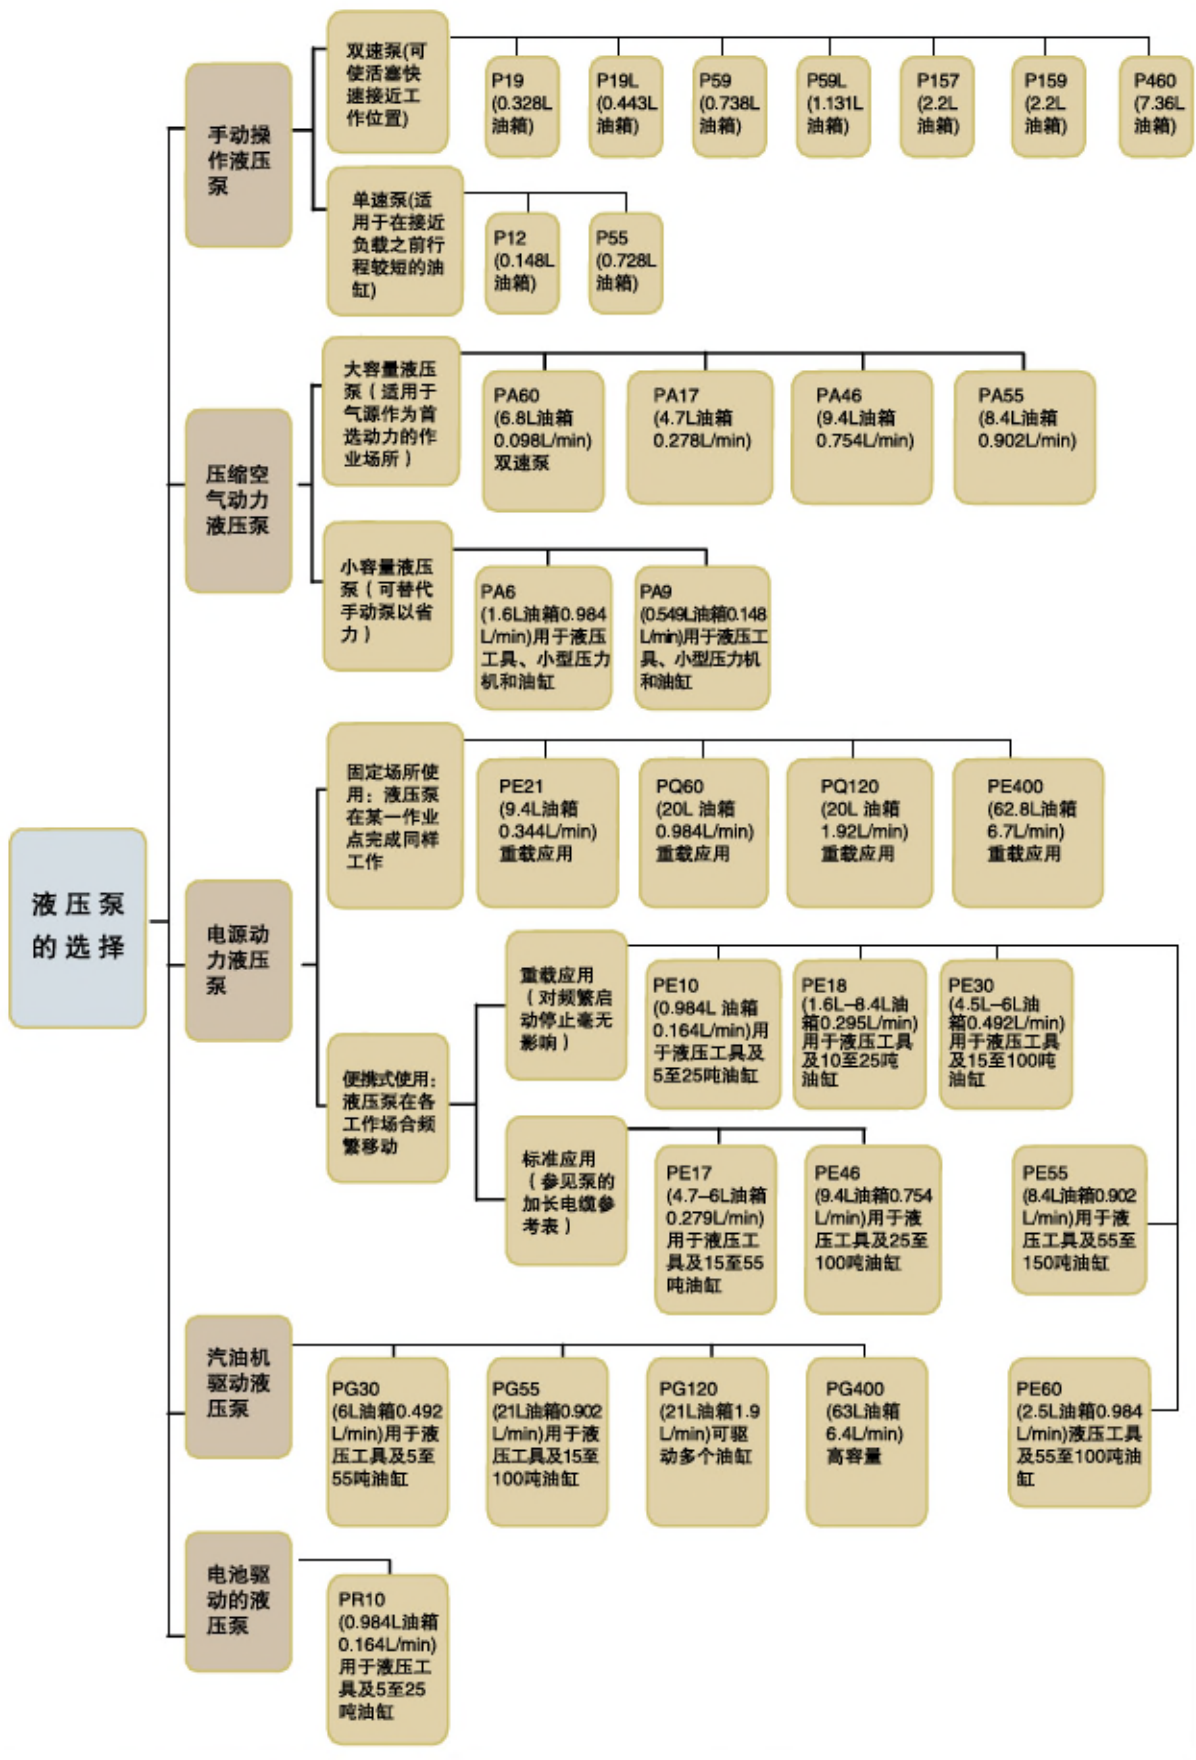 液压泵
的选择
手动操
作液压
泵
双速泵(可
使活塞快
速接近工
作位置)
P19
(0.328L
油箱)
P19L
(0.443L
油箱)
P59
(0.738L
油箱)
P59L
(1.131L
油箱)
P157
(2.2L
油箱)
P159
(2.2L
油箱)
P460
(7.36L
油箱)
单速泵(适
用于在接近
负载之前行
程较短的油
缸)
P12
(0.148L
油箱)
P55
(0.728L
油箱)
压缩空
气动力
液压泵
大容量液压
泵（适用于
气源作为首
选动力的作
业场所）
PA60
(6.8L油箱
0.098L/min)
双速泵
PA17
(4.7L油箱
0.278L/min)
PA46
(9.4L油箱
0.754L/min)
PA55
(8.4L油箱
0.902L/min)
小容量液压
泵（可替代
手动泵以省
力）
PA6
(1.6L油箱0.984
L/min)用于液压
工具、小型压力
机和油缸
PA9
(0.549L油箱0.148
L/min)用于液压工
具、小型压力机
和油缸
电源动
力液压
泵
固定场所使
用：液压泵
在某一作业
点完成同样
工作
PE21
(9.4L油箱
0.344L/min)
重载应用
PQ60
(20L 油箱
0.984L/min)
重载应用
PQ120
(20L 油箱
1.92L/min)
重载应用
PE400
(62.8L油箱
6.7L/min)
重载应用
便携式使用：
液压泵在各
工作场合频
繁移动
重载应用
（对频繁启
动停止毫无
影响）
PE10
(0.984L 油箱
0.164L/min)用
于液压工具及
5至25吨油缸
PE18
(1.6L–8.4L油
箱0.295L/min)
用于液压工具
及10至25吨
油缸
PE30
(4.5L–6L油
箱0.492L/min)
用于液压工具
及15至100吨
油缸
标准应用
（参见泵的
加长电缆参
考表）
PE17
(4.7–6L油箱
0.279L/min)
用于液压工
具及15至55
吨油缸
PE46
(9.4L油箱0.754
L/min)用于液
压工具及25至
100吨油缸
PE55
(8.4L油箱0.902
L/min)用于液
压工具及55至
150吨油缸
PE60
(2.5L油箱0.984
L/min)液压工具
及55至100吨油
缸
汽油机
驱动液
压泵
PG30
(6L油箱0.492
L/min)用于液
压工具及5至
55吨油缸
PG55
(21L油箱0.902
L/min)用于液
压工具及15至
100吨油缸
PG120
(21L油箱1.9
L/min)可驱
动多个油缸
PG400
(63L油箱
6.4L/min)
高容量
电池驱
动的液
压泵
PR10
(0.984L油箱
0.164L/min)
用于液压工
具及5至25
吨油缸